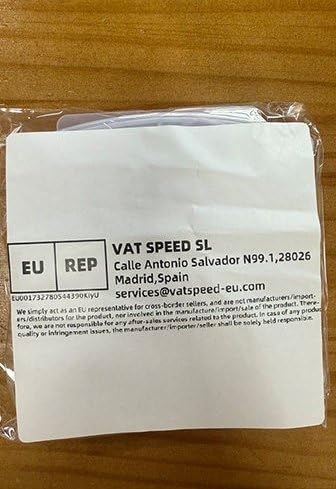 EU REP
VAT SPEED SL
Calle Antonio Salvador N99.1,28026
Madrid,Spain
services@vatspeed-eu.com
EU001732780544390KiyU
We simply act as an EU representative for cross-border sellers, and are not manufacturers/import-
ers/distributors for the product, nor involved in the manufacture/import/sale of the product. There-
fore, we are not responsible for any after-sales services related to the product. In case of any product
quality or infringement issues, the manufacturer/importer/seller shall be solely held responsible.